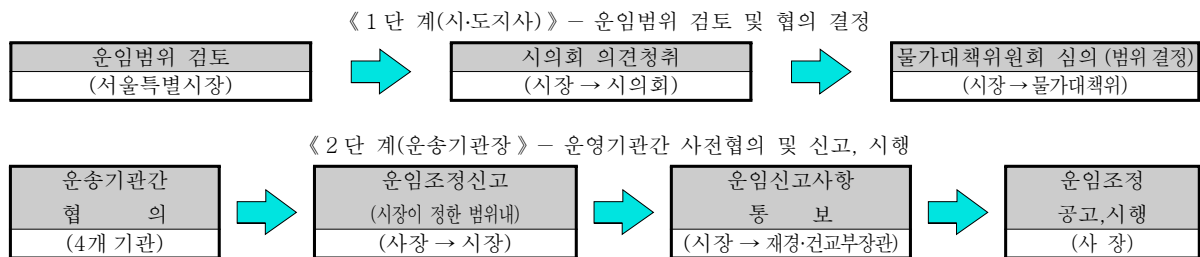 《 1 단 계(시·도지사) 》 － 운임범위 검토 및 협의 결정
운임범위 검토
(서울특별시장)
시의회 의견청취
(시장 → 시의회)
물가대책위원회 심의 (범위 결정)
(시장 → 물가대책위)
《 2 단 계(운송기관장 》 － 운영기관간 사전협의 및 신고, 시행
운송기관간
협 의
(4개 기관)
운임조정신고
(시장이 정한 범위내)
(사장 → 시장)
운임신고사항
통 보
(시장 → 재경·건교부장관)
운임조정
공고,시행
(사 장)